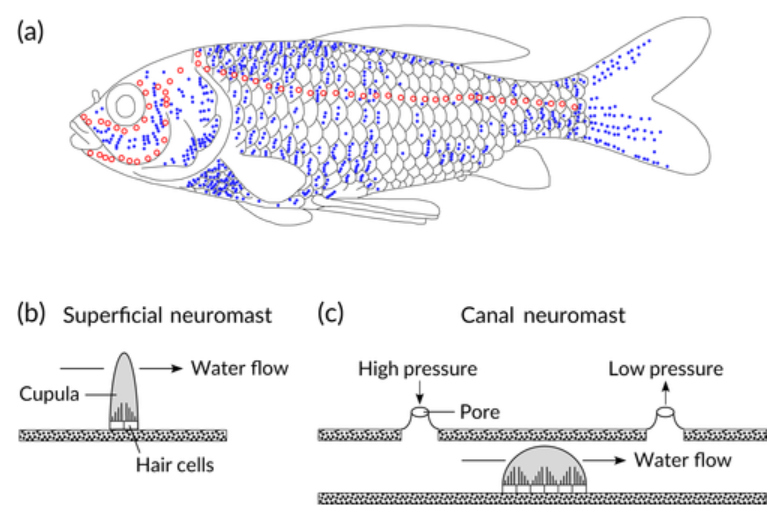 (a)
(b) Superficial neuromast
Water flow
Cupula
Hair cells
(c) Canal neuromast
High pressure
Low pressure
Pore
Water flow